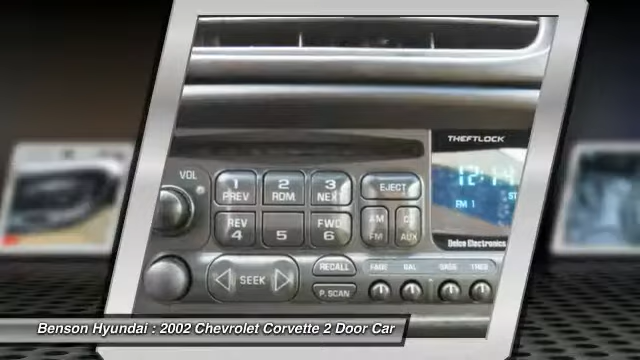 THEFTLOCK
VOL
1 PREV
2 RDM
3 NEXT
EJECT
12:14
ST
FM 1
REV 4
5
FWD 6
AM FM
CD AUX
Delco Electronics
SEEK
RECALL
P.SCAN
FADE BAL BASS TREB
Benson Hyundai : 2002 Chevrolet Corvette 2 Door Car